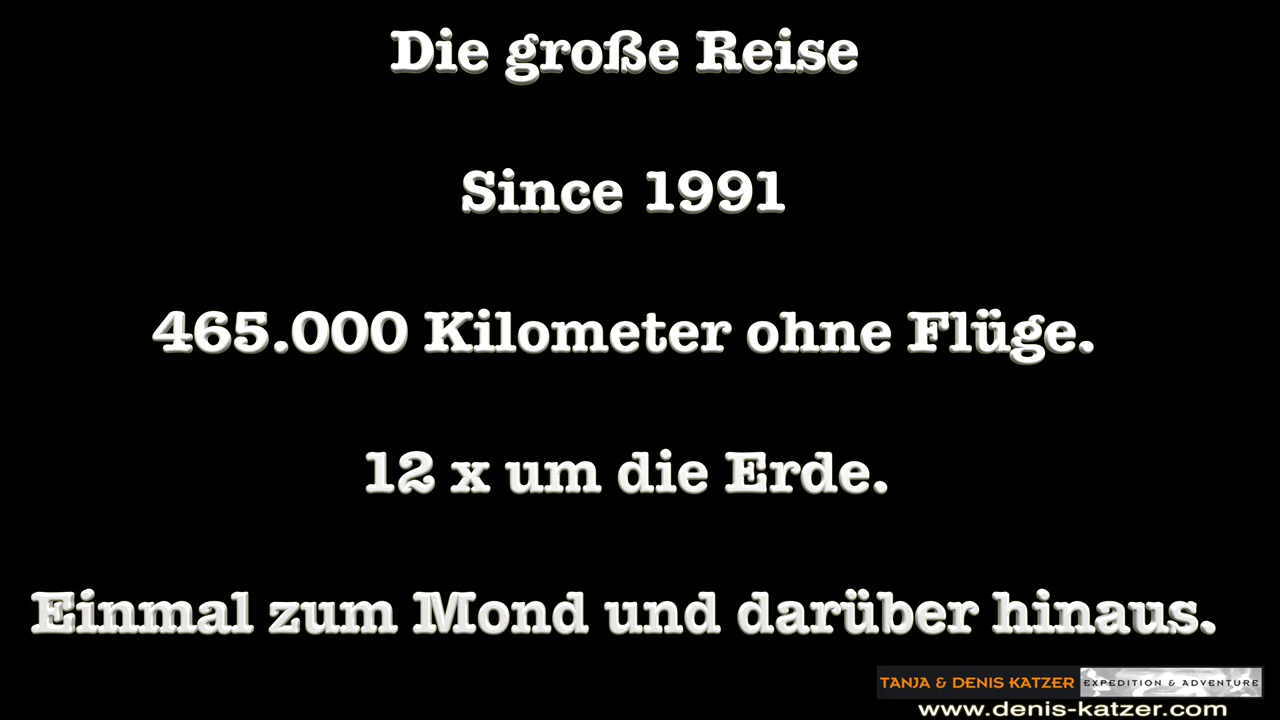 Die große Reise
Since 1991
465.000 Kilometer ohne Flüge.
12 x um die Erde.
Einmal zum Mond und darüber hinaus.
TANJA & DENIS KATZER EXPEDITION & ADVENTURE
www.denis-katzer.com